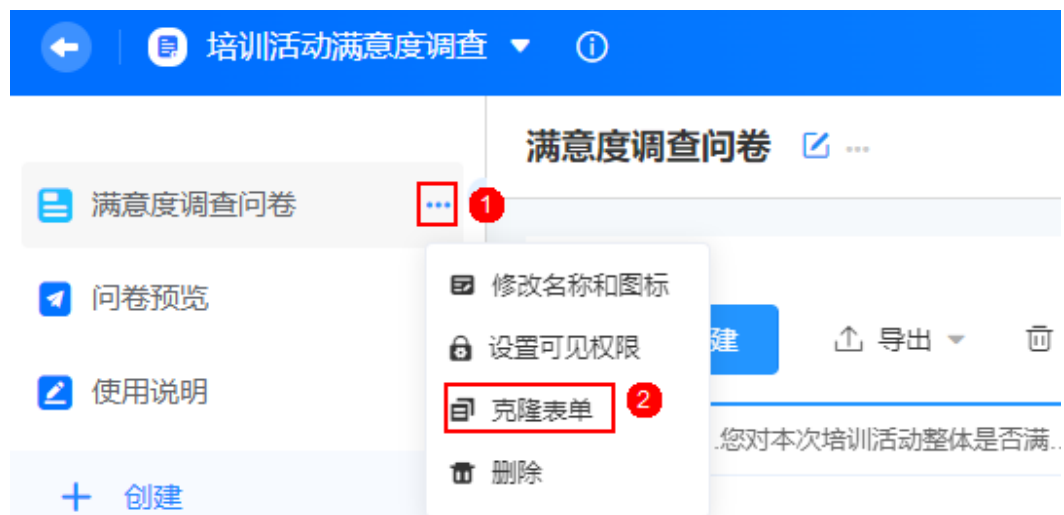 培训活动满意度调查
满意度调查问卷
满意度调查问卷
1
修改名称和图标
问卷预览
设置可见权限
建
导出
使用说明
克隆表单
2
.您对本次培训活动整体是否满...
删除
创建